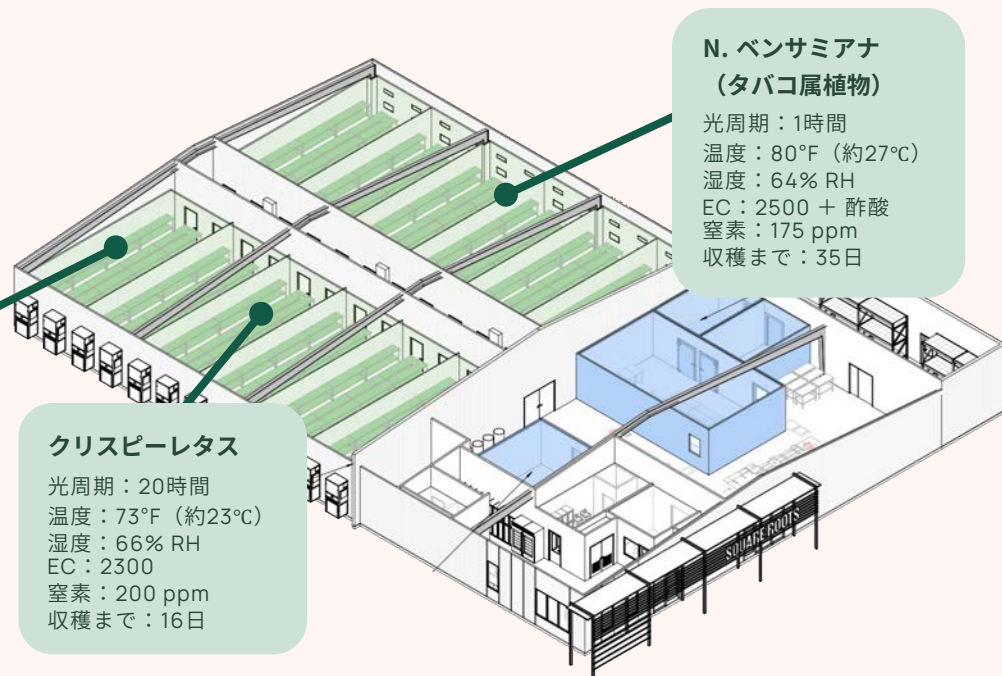 N. ベンサミアナ
（タバコ属植物）
光周期：1時間
温度：80°F（約27℃）
湿度：64% RH
EC：2500 ＋ 酢酸
窒素：175 ppm
収穫まで：35日
クリスピーレタス
光周期：20時間
温度：73°F（約23℃）
湿度：66% RH
EC：2300
窒素：200 ppm
収穫まで：16日
SQUARE ROOTS